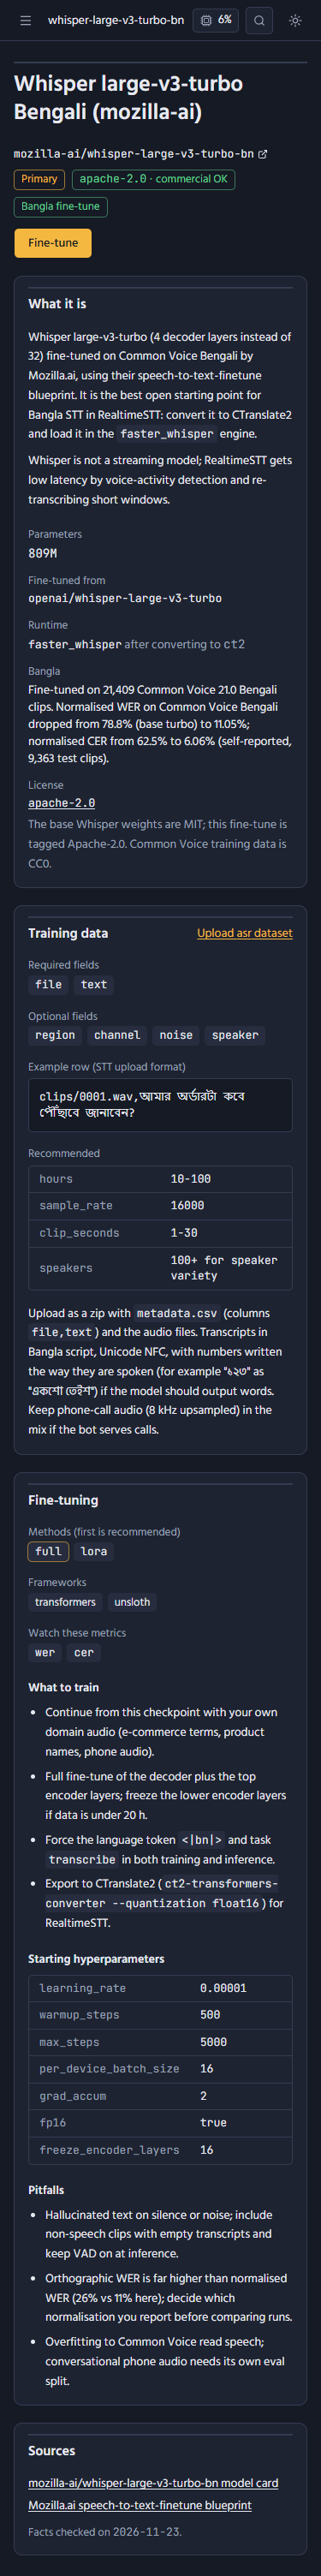 whisper-large-v3-turbo-bn 6%
Whisper large-v3-turbo
Bengali (mozilla-ai)
mozilla-ai/whisper-large-v3-turbo-bn
Primary apache-2.0 · commercial OK
Bangla fine-tune
Fine-tune
What it is
Whisper large-v3-turbo (4 decoder layers instead of
32) fine-tuned on Common Voice Bengali by
Mozilla.ai, using their speech-to-text-finetune
blueprint. It is the best open starting point for
Bangla STT in RealtimeSTT: convert it to CTranslate2
and load it in the faster_whisper engine.
Whisper is not a streaming model; RealtimeSTT gets
low latency by voice-activity detection and re-
transcribing short windows.
Parameters
809M
Fine-tuned from
openai/whisper-large-v3-turbo
Runtime
faster_whisper after converting to ct2
Bangla
Fine-tuned on 21,409 Common Voice 21.0 Bengali
clips. Normalised WER on Common Voice Bengali
dropped from 78.8% (base turbo) to 11.05%;
normalised CER from 62.5% to 6.06% (self-reported,
9,363 test clips).
License
apache-2.0
The base Whisper weights are MIT; this fine-tune is
tagged Apache-2.0. Common Voice training data is
CC0.
Training data Upload asr dataset
Required fields
file text
Optional fields
region channel noise speaker
Example row (STT upload format)
clips/0001.wav,আমার অর্ডারটা কবে
পৌঁছাবে জানাবেন?
Recommended
hours 10-100
sample_rate 16000
clip_seconds 1-30
speakers 100+ for speaker
variety
Upload as a zip with metadata.csv (columns
file,text) and the audio files. Transcripts in
Bangla script, Unicode NFC, with numbers written
the way they are spoken (for example "১২৩" as
"একশো তেইশ") if the model should output words.
Keep phone-call audio (8 kHz upsampled) in the
mix if the bot serves calls.
Fine-tuning
Methods (first is recommended)
full lora
Frameworks
transformers unsloth
Watch these metrics
wer cer
What to train
• Continue from this checkpoint with your own
domain audio (e-commerce terms, product
names, phone audio).
• Full fine-tune of the decoder plus the top
encoder layers; freeze the lower encoder layers
if data is under 20 h.
• Force the language token <|bn|> and task
transcribe in both training and inference.
• Export to CTranslate2 (ct2-transformers-
converter --quantization float16) for
RealtimeSTT.
Starting hyperparameters
learning_rate 0.00001
warmup_steps 500
max_steps 5000
per_device_batch_size 16
grad_accum 2
fp16 true
freeze_encoder_layers 16
Pitfalls
• Hallucinated text on silence or noise; include
non-speech clips with empty transcripts and
keep VAD on at inference.
• Orthographic WER is far higher than normalised
WER (26% vs 11% here); decide which
normalisation you report before comparing runs.
• Overfitting to Common Voice read speech;
conversational phone audio needs its own eval
split.
Sources
mozilla-ai/whisper-large-v3-turbo-bn model card
Mozilla.ai speech-to-text-finetune blueprint
Facts checked on 2026-11-23.